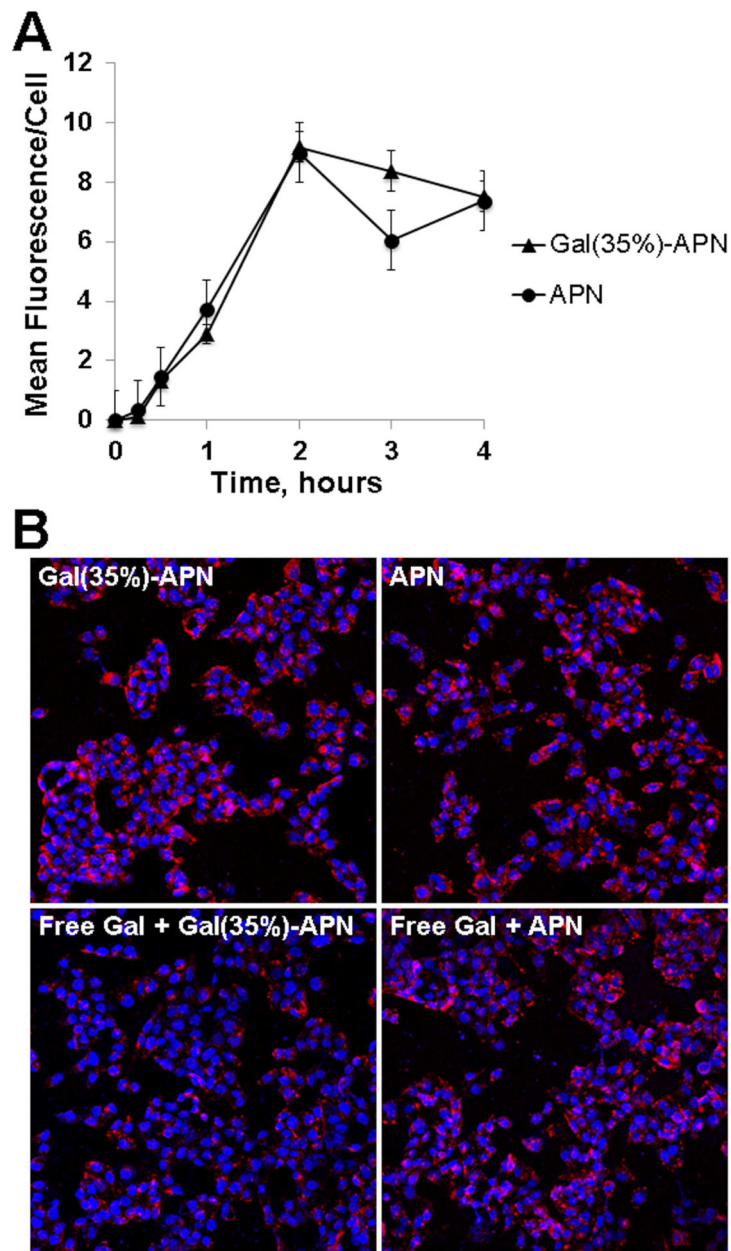 A
Mean Fluorescence/Cell
12
10
8
6
4
2
0
0 1 2 3 4
Time, hours
Gal(35%)-APN
APN
B
Gal(35%)-APN
APN
Free Gal + Gal(35%)-APN
Free Gal + APN